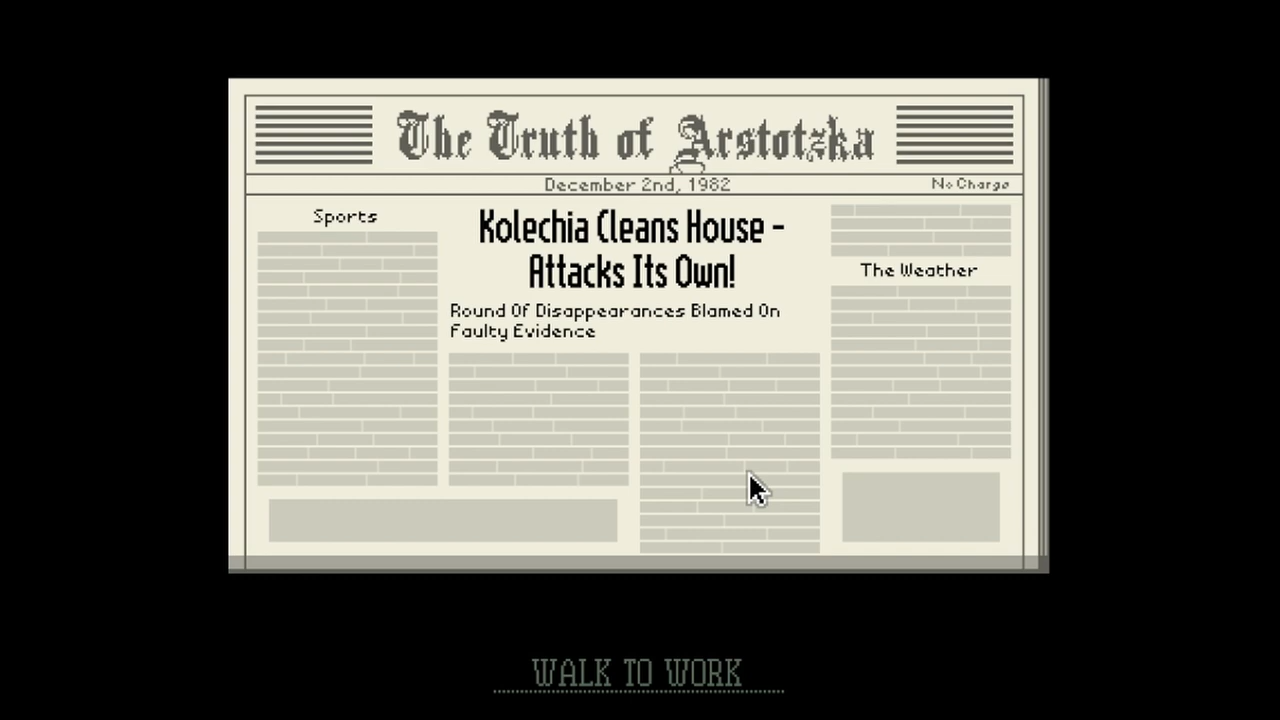 The Truth of Arstotzka
December 2nd, 1982
No Charge
Sports
Kolechia Cleans House -
Attacks Its Own!
Round Of Disappearances Blamed On
Faulty Evidence
The Weather
WALK TO WORK